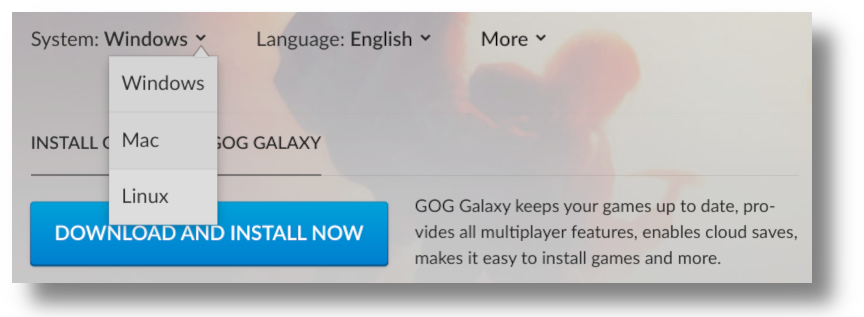 System: Windows
Language: English
More
Windows
Mac
Linux
INSTALL GOG GALAXY
DOWNLOAD AND INSTALL NOW
GOG Galaxy keeps your games up to date, pro-
vides all multiplayer features, enables cloud saves,
makes it easy to install games and more.